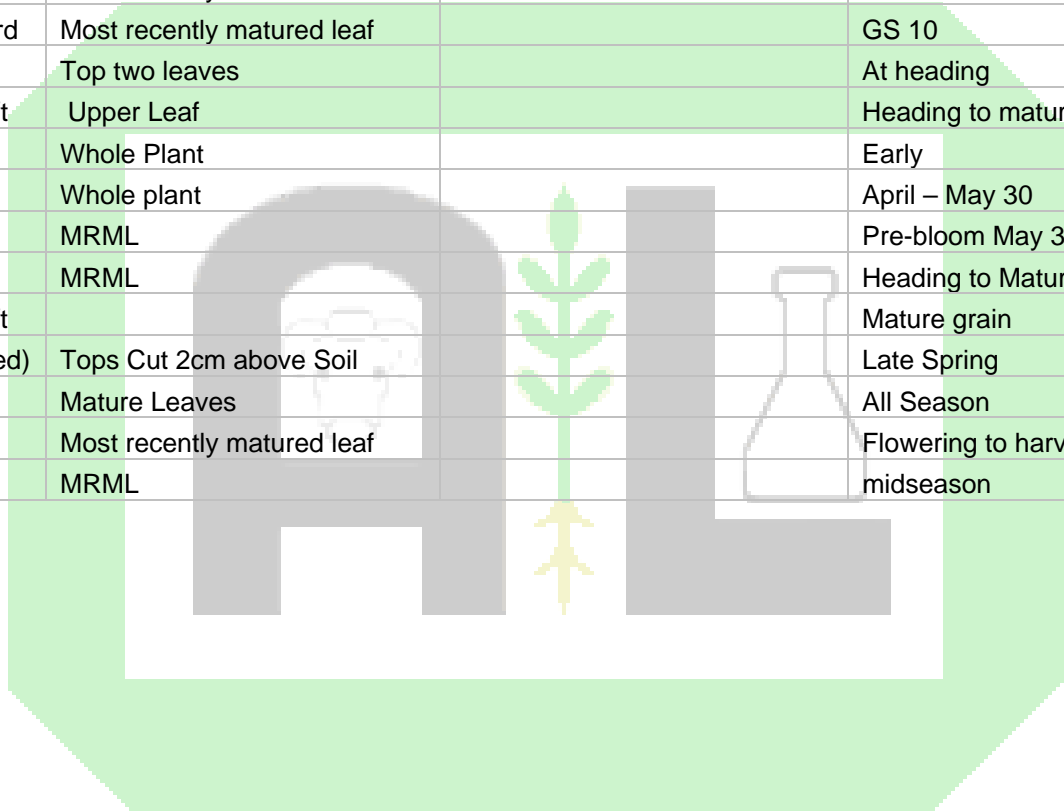 rd Most recently matured leaf GS 10
Top two leaves At heading
t Upper Leaf Heading to matur
Whole Plant Early
Whole plant April – May 30
MRML Pre-bloom May 3
MRML Heading to Matur
t Mature grain
ed) Tops Cut 2cm above Soil Late Spring
Mature Leaves All Season
Most recently matured leaf Flowering to harv
MRML midseason
AL